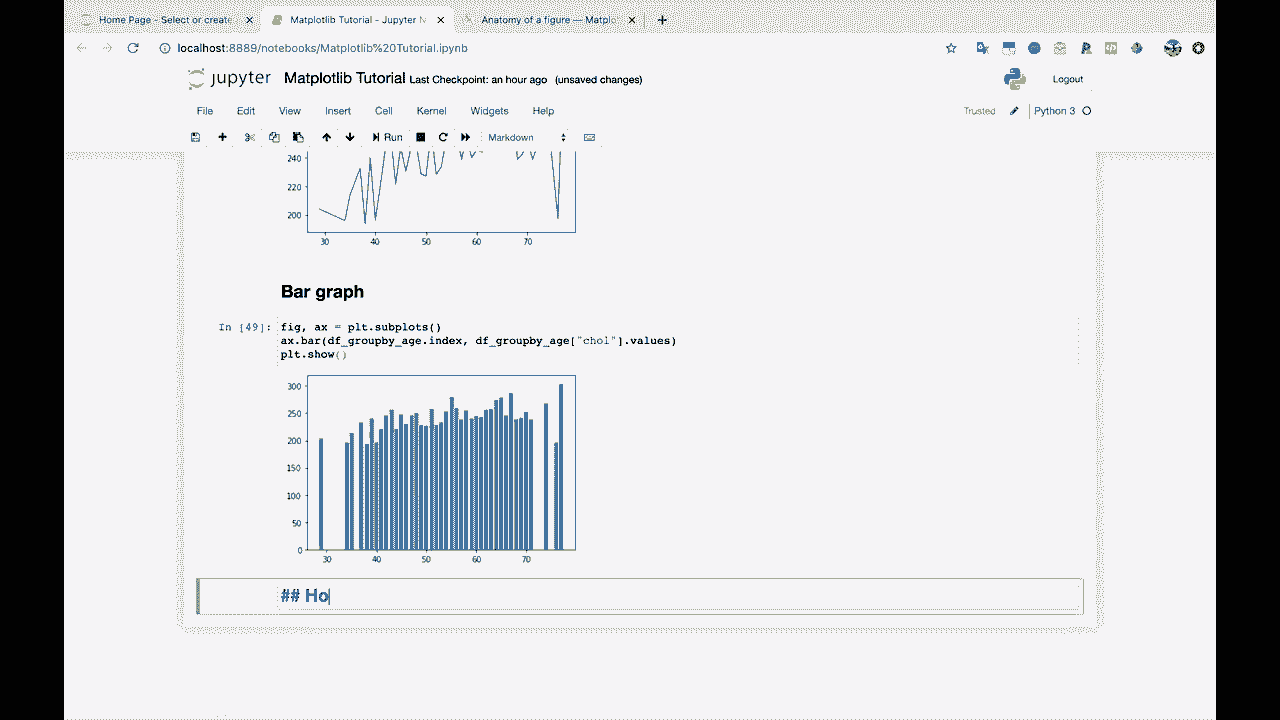 Home Page - Select or create
Matplotlib Tutorial - Jupyter N
Anatomy of a figure — Matplo
localhost:8889/notebooks/Matplotlib%20Tutorial.ipynb
jupyter Matplotlib Tutorial Last Checkpoint: an hour ago (unsaved changes) Logout
File Edit View Insert Cell Kernel Widgets Help Trusted Python 3
Run Markdown
240
220
200
30 40 50 60 70
Bar graph
In [49]: fig, ax = plt.subplots()
ax.bar(df_groupby_age.index, df_groupby_age["chol"].values)
plt.show()
300
250
200
150
100
50
0
30 40 50 60 70
## Ho